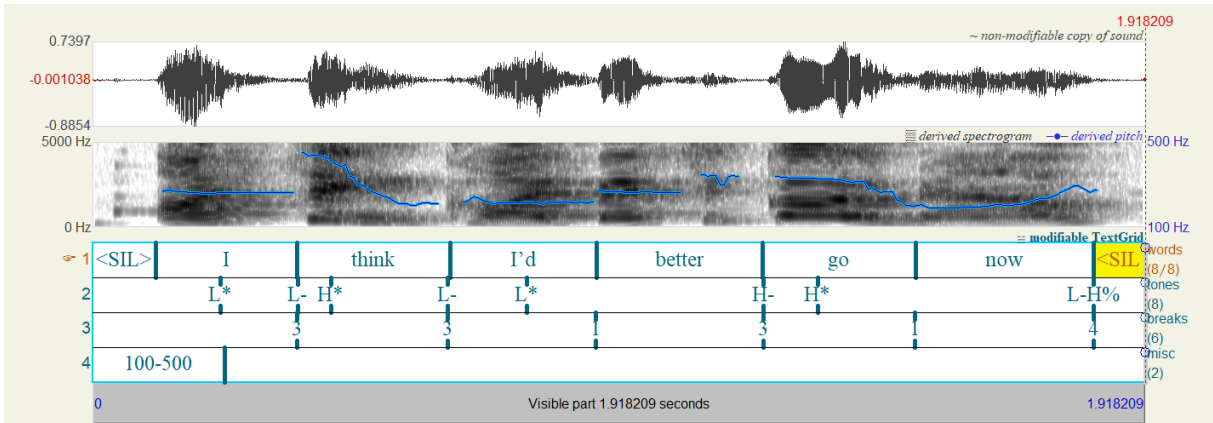 1.918209
0.7397
~ non-modifiable copy of sound
-0.001038
-0.8854
5000 Hz
derived spectrogram
derived pitch
500 Hz
0 Hz
100 Hz
modifiable TextGrid
1 <SIL> I think I'd better go now <SIL
words
(8/8)
2 L* L- H* L- L* H- H* L-H%
tones
(8)
3 3 3 1 3 1 4
breaks
(6)
4 100-500
misc
(2)
0 Visible part 1.918209 seconds 1.918209